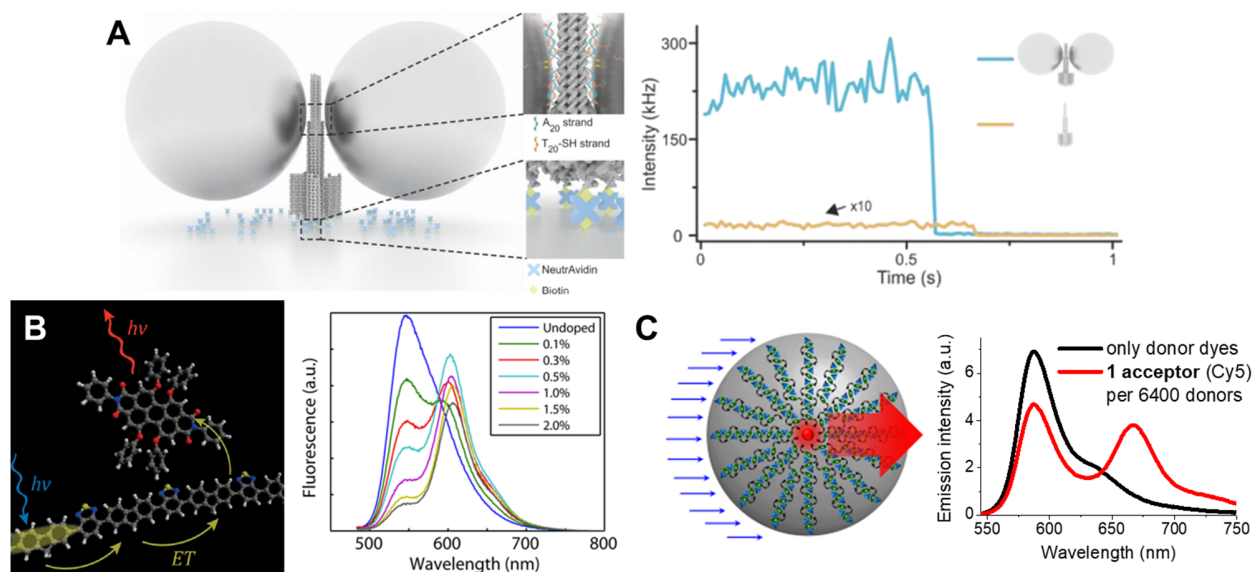 A
A20 strand
T20-SH strand
NeutrAvidin
Biotin
Intensity (kHz)
300
150
0
x10
0
0.5
1
Time (s)
B
hν
hν
ET
Fluorescence (a.u.)
Undoped
0.1%
0.3%
0.5%
1.0%
1.5%
2.0%
500
600
700
800
Wavelength (nm)
C
Emission intensity (a.u.)
6
4
2
0
only donor dyes
1 acceptor (Cy5)
per 6400 donors
550
600
650
700
750
Wavelength (nm)